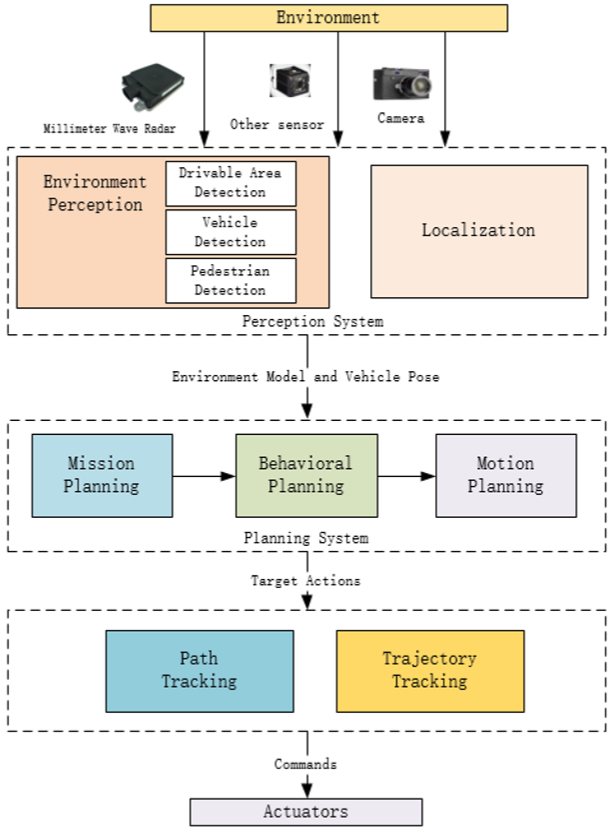 Environment
Millimeter Wave Radar
Other sensor
Camera
Environment
Perception
Drivable Area
Detection
Vehicle
Detection
Pedestrian
Detection
Localization
Perception System
Environment Model and Vehicle Pose
Mission
Planning
Behavioral
Planning
Motion
Planning
Planning System
Target Actions
Path
Tracking
Trajectory
Tracking
Commands
Actuators